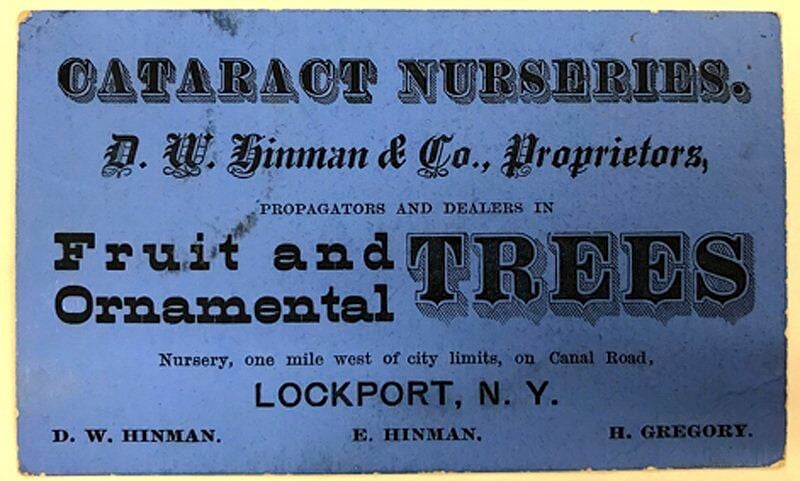 CATARACT NURSERIES.
D. W. Hinman & Co., Proprietors,
PROPAGATORS AND DEALERS IN
Fruit and
Ornamental TREES
Nursery, one mile west of city limits, on Canal Road,
LOCKPORT, N. Y.
D. W. HINMAN. E. HINMAN. H. GREGORY.